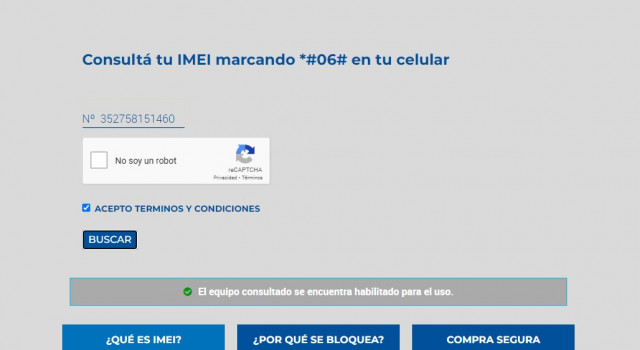 Consultá tu IMEI marcando *#06# en tu celular
Nº 352758151460
No soy un robot
reCAPTCHA
Privacidad - Términos
ACEPTO TERMINOS Y CONDICIONES
BUSCAR
El equipo consultado se encuentra habilitado para el uso.
¿QUÉ ES IMEI? ¿POR QUÉ SE BLOQUEA? COMPRA SEGURA